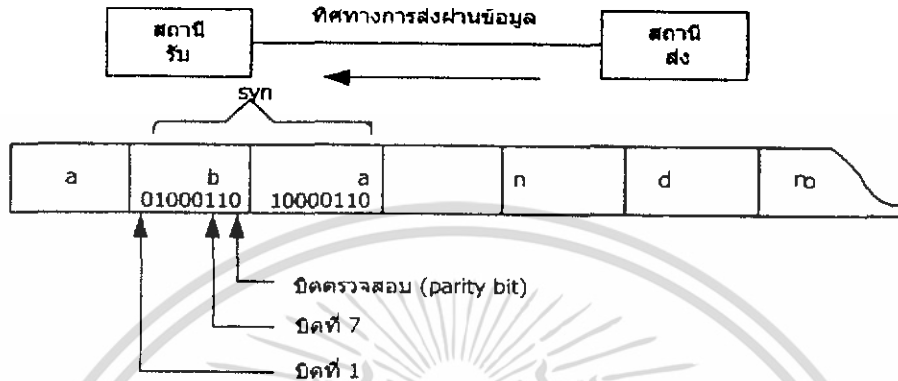 ทิศทางการส่งผ่านข้อมูล
สถานี
รับ
สถานี
ส่ง
syn
a
b
a
n
d
01000110
10000110
บิตตรวจสอบ (parity bit)
บิตที่ 7
บิตที่ 1